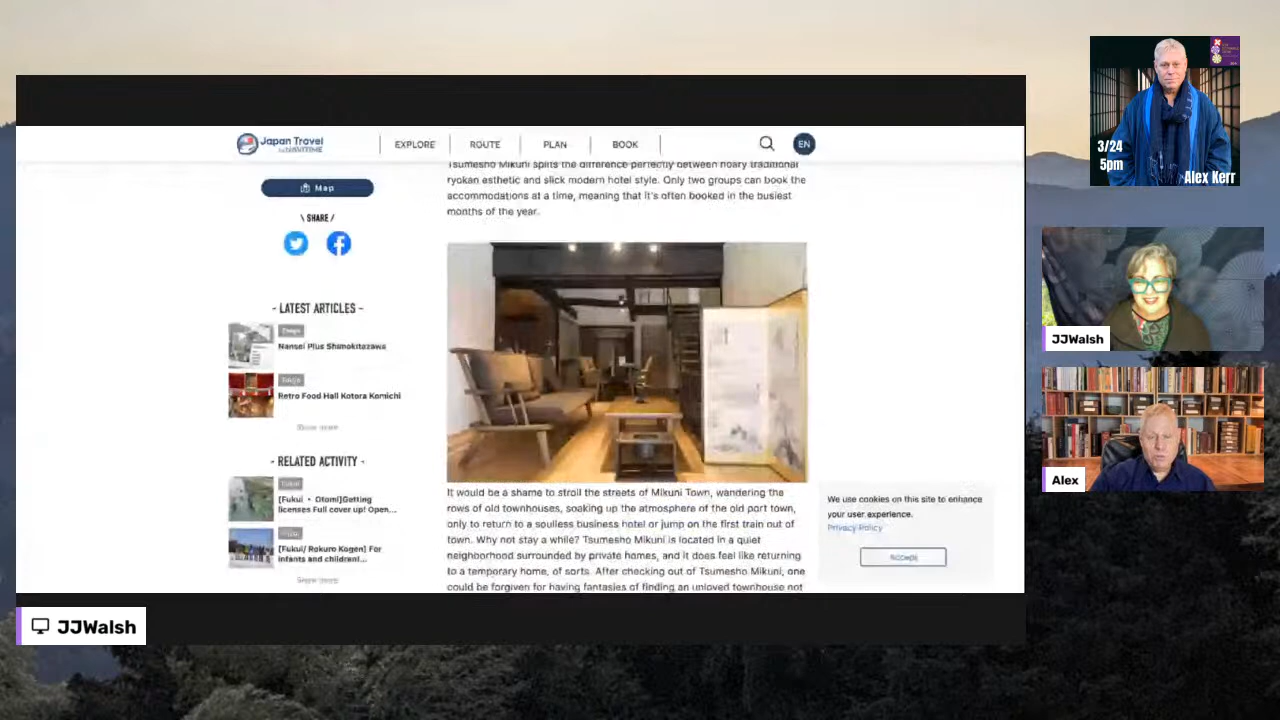 Japan Travel
by NAVITIME
EXPLORE
ROUTE
PLAN
BOOK
EN
Map
\ SHARE /
- LATEST ARTICLES -
Nansei Plus Shimokitazawa
Retro Food Hall Kotora Komichi
Show more
- RELATED ACTIVITY -
Fukui
[Fukui ・ Otomi]Getting
licenses Full cover up! Open...
[Fukui/ Rokuro Kogen] For
infants and children!...
Show more
Tsumesho Mikuni splits the difference perfectly between hoary traditional
ryokan esthetic and slick modern hotel style. Only two groups can book the
accommodations at a time, meaning that it's often booked in the busiest
months of the year.
It would be a shame to stroll the streets of Mikuni Town, wandering the
rows of old townhouses, soaking up the atmosphere of the old port town,
only to return to a soulless business hotel or jump on the first train out of
town. Why not stay a while? Tsumesho Mikuni is located in a quiet
neighborhood surrounded by private homes, and it does feel like returning
to a temporary home, of sorts. After checking out of Tsumesho Mikuni, one
could be forgiven for having fantasies of finding an unloved townhouse not
We use cookies on this site to enhance
your user experience.
Privacy Policy
Accept
JJWalsh
3/24
5pm
Alex Kerr
JJWalsh
Alex